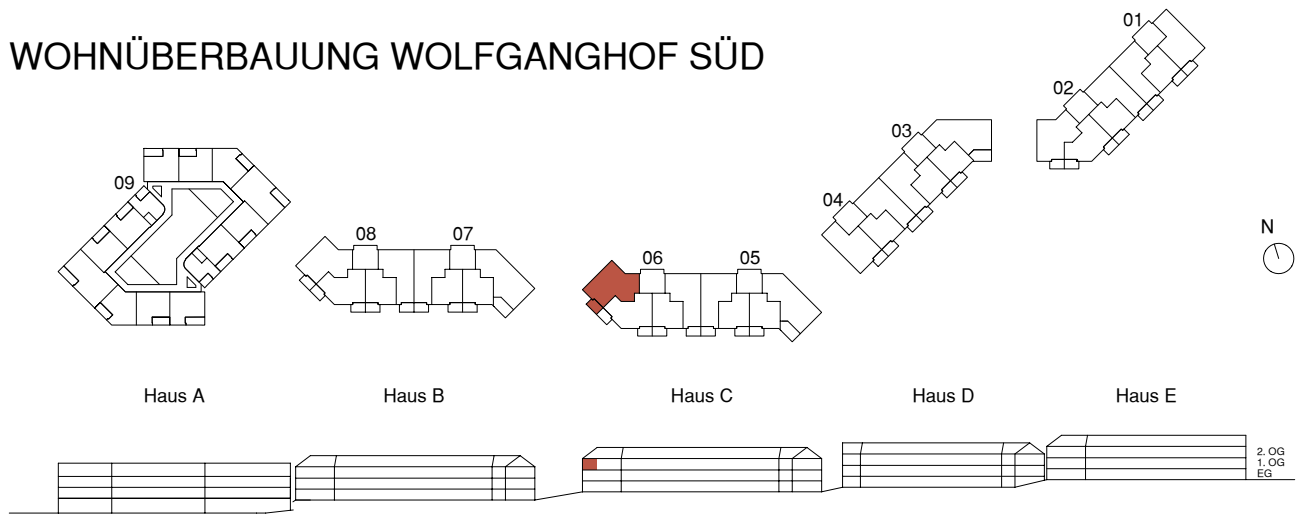 WOHNÜBERBAUUNG WOLFGANGHOF SÜD
01
02
03
04
09
08
07
06
05
N
Haus A
Haus B
Haus C
Haus D
Haus E
2. OG
1. OG
EG